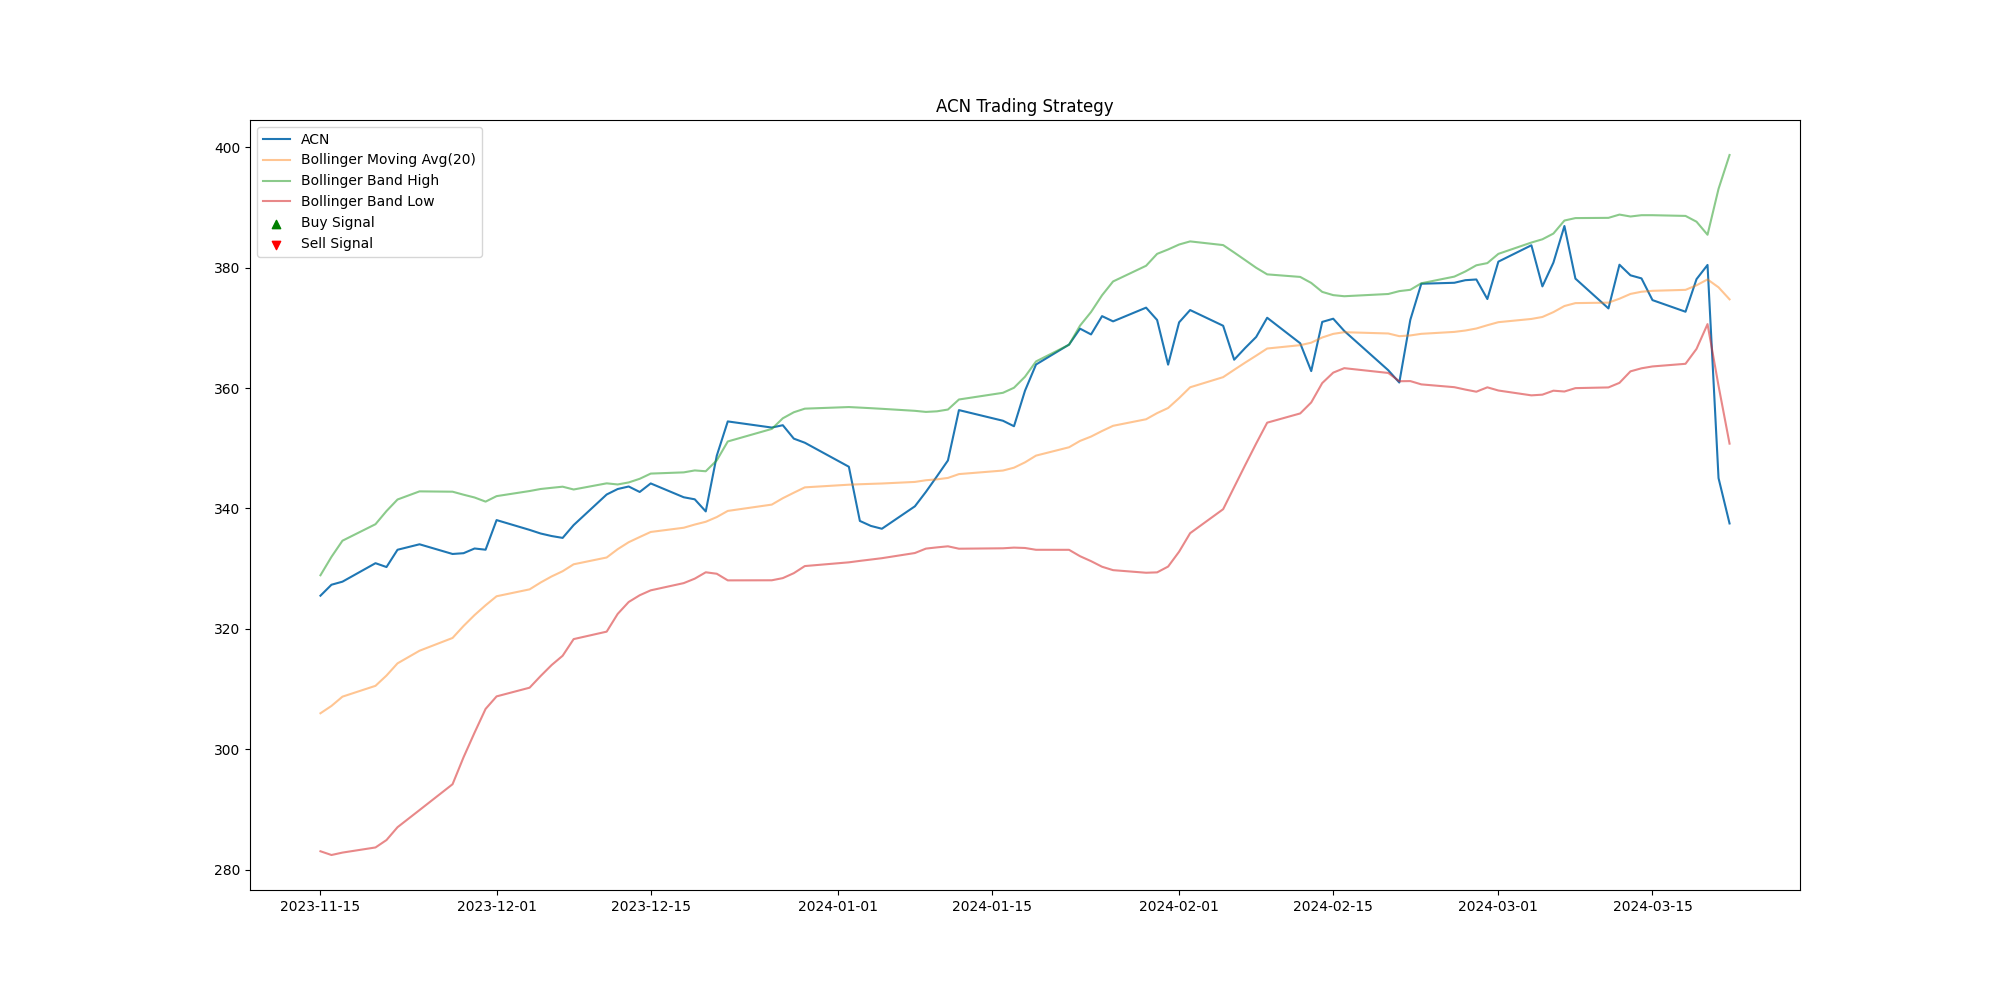 ACN Trading Strategy
ACN
Bollinger Moving Avg(20)
Bollinger Band High
Bollinger Band Low
Buy Signal
Sell Signal
400
380
360
340
320
300
280
2023-11-15 2023-12-01 2023-12-15 2024-01-01 2024-01-15 2024-02-01 2024-02-15 2024-03-01 2024-03-15